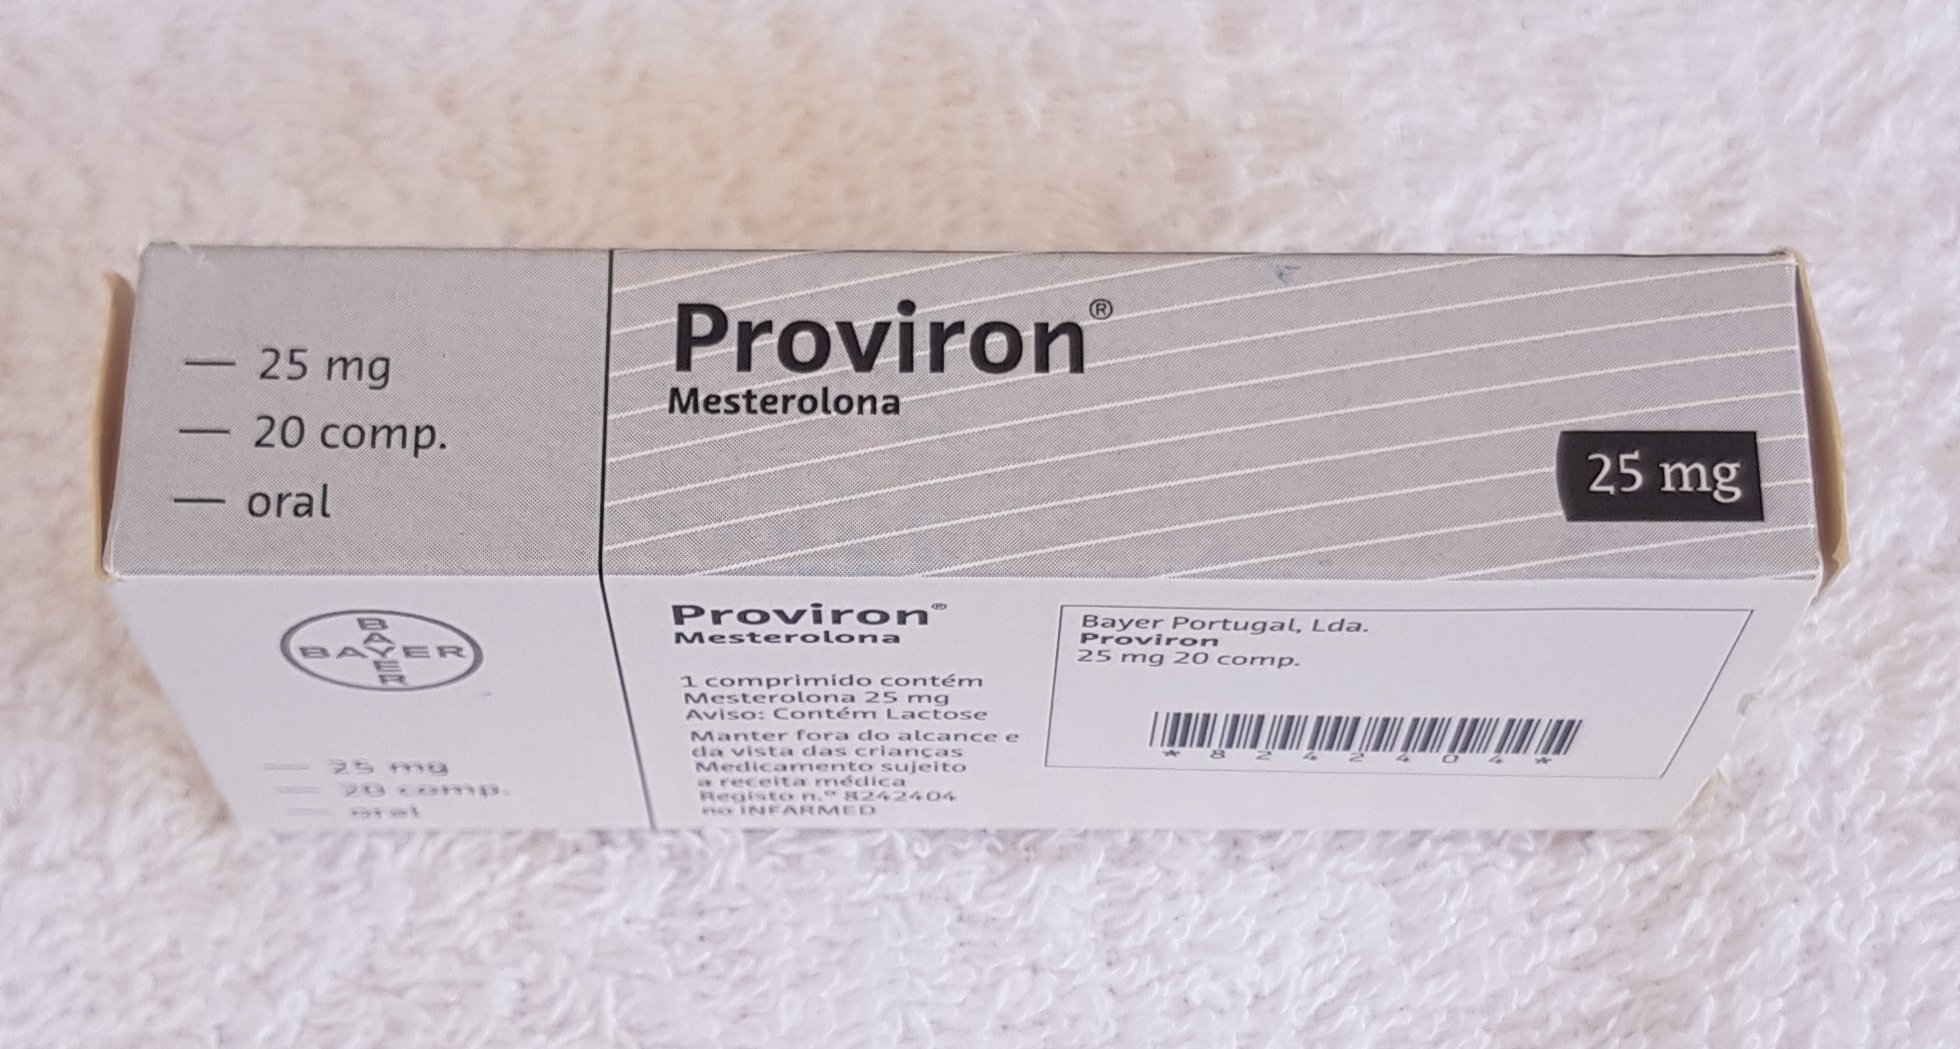 — 25 mg
— 20 comp.
— oral
Proviron®
Mesterolona
25 mg
BAYER
BAYER
— 25 mg
— 20 comp.
— oral
Proviron®
Mesterolona
1 comprimido contém
Mesterolona 25 mg
Aviso: Contém Lactose
Manter fora do alcance e
da vista das crianças
Medicamento sujeito
a receita médica
Registo n.º 8242404
no INFARMED
Bayer Portugal, Lda.
Proviron
25 mg 20 comp.
* 8 2 4 2 4 0 4 *